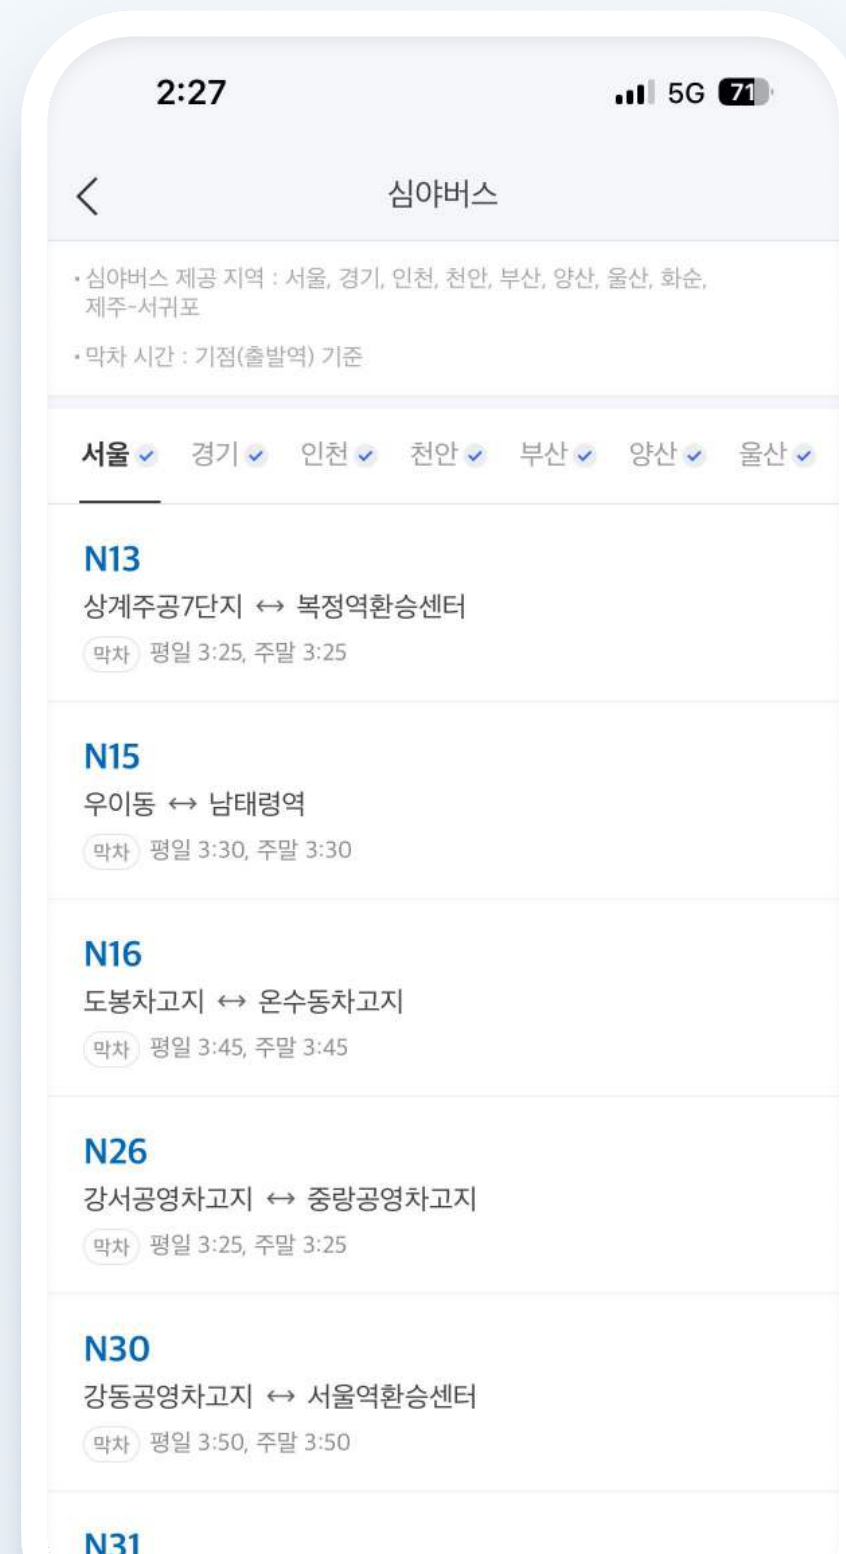 2:27
5G 71
심야버스
• 심야버스 제공 지역 : 서울, 경기, 인천, 천안, 부산, 양산, 울산, 화순,
제주-서귀포
• 막차 시간 : 기점(출발역) 기준
서울 경기 인천 천안 부산 양산 울산
N13
상계주공7단지 ↔ 복정역환승센터
막차 평일 3:25, 주말 3:25
N15
우이동 ↔ 남태령역
막차 평일 3:30, 주말 3:30
N16
도봉차고지 ↔ 온수동차고지
막차 평일 3:45, 주말 3:45
N26
강서공영차고지 ↔ 중랑공영차고지
막차 평일 3:25, 주말 3:25
N30
강동공영차고지 ↔ 서울역환승센터
막차 평일 3:50, 주말 3:50
N31